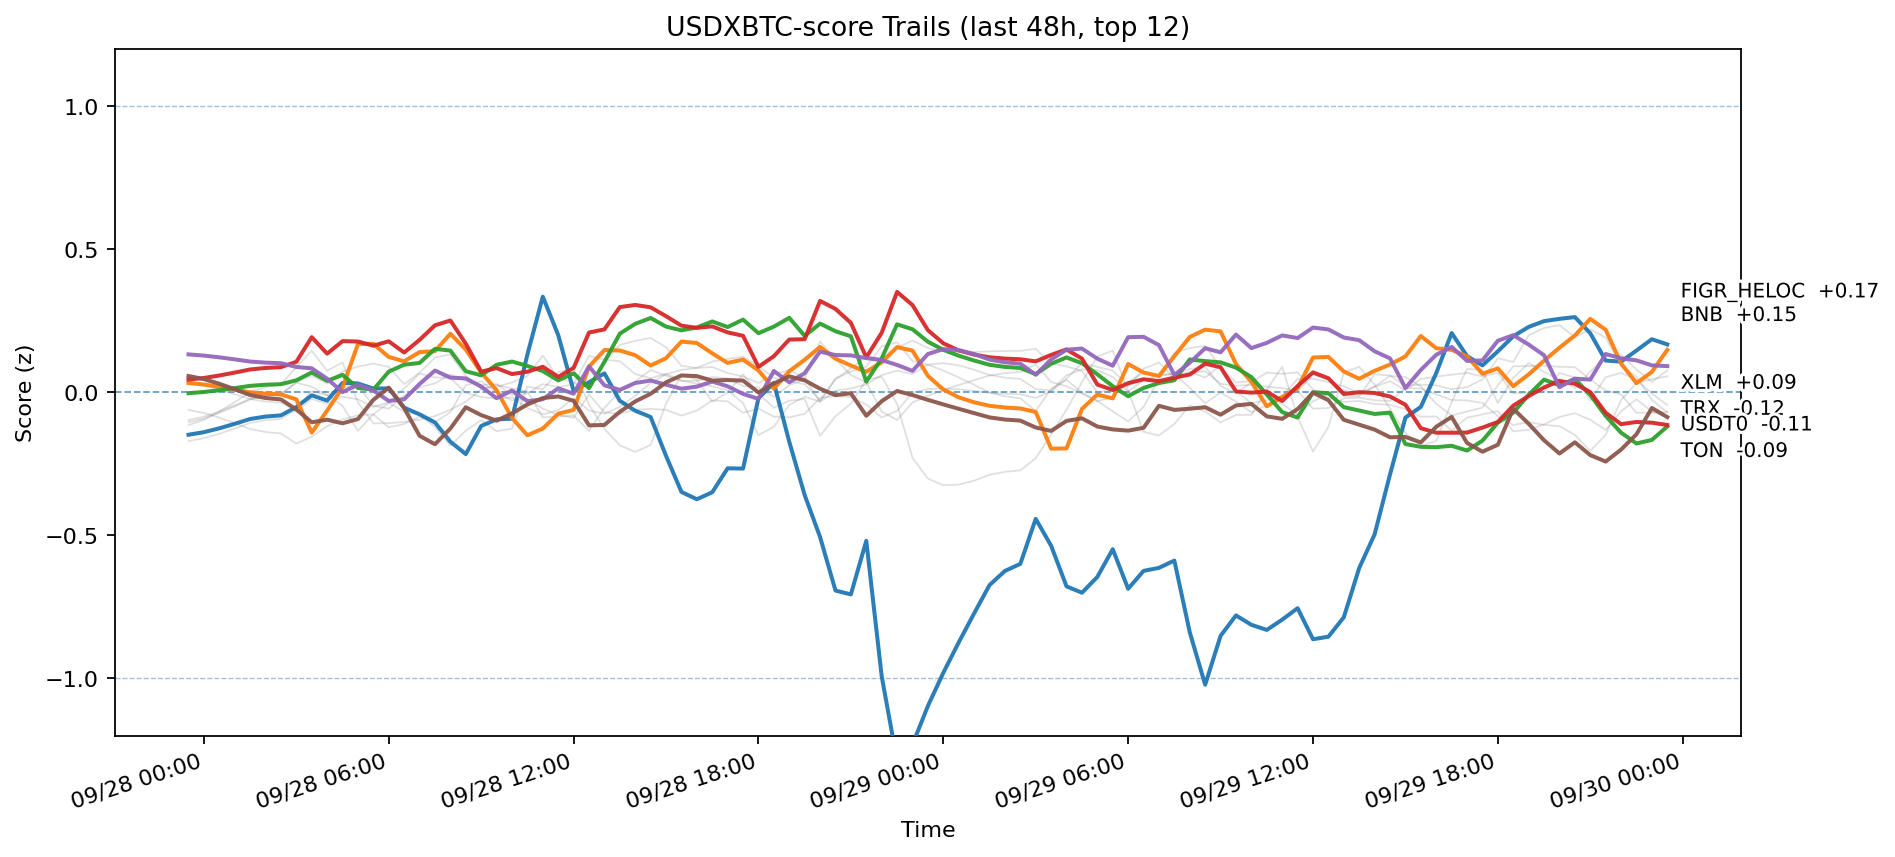 USDXBTC-score Trails (last 48h, top 12)
Score (z)
1.0
0.5
0.0
−0.5
−1.0
FIGR_HELOC +0.17
BNB +0.15
XLM +0.09
TRX -0.12
USDT0 -0.11
TON -0.09
09/28 00:00
09/28 06:00
09/28 12:00
09/28 18:00
09/29 00:00
09/29 06:00
09/29 12:00
09/29 18:00
09/30 00:00
Time